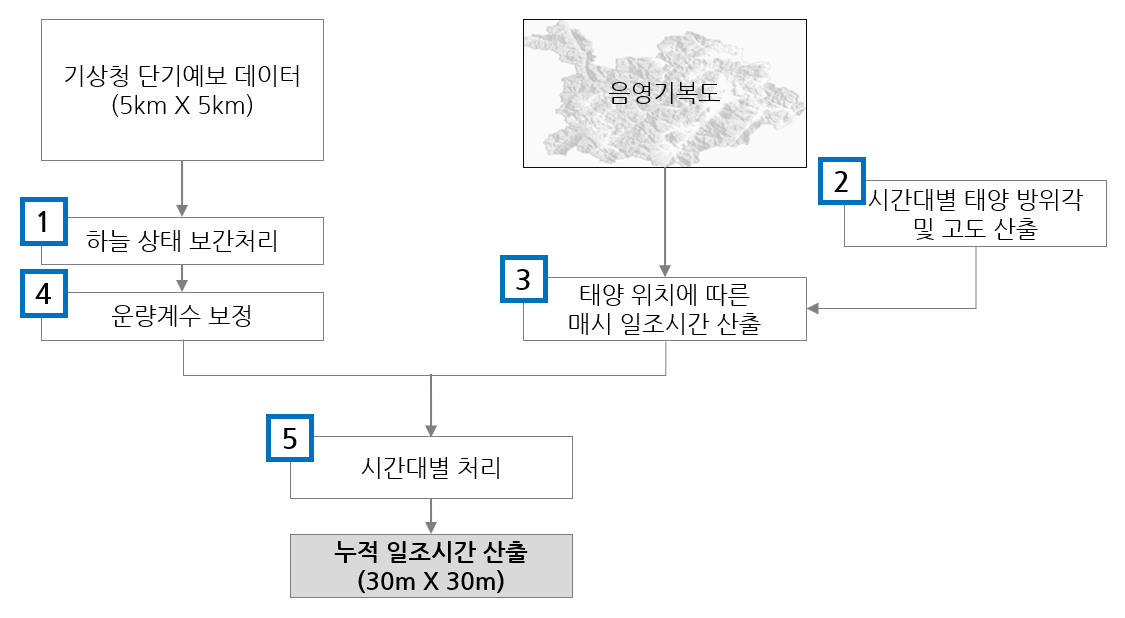 기상청 단기예보 데이터
(5km X 5km)
음영기복도
1
하늘 상태 보간처리
2
시간대별 태양 방위각
및 고도 산출
3
태양 위치에 따른
매시 일조시간 산출
4
운량계수 보정
5
시간대별 처리
누적 일조시간 산출
(30m X 30m)